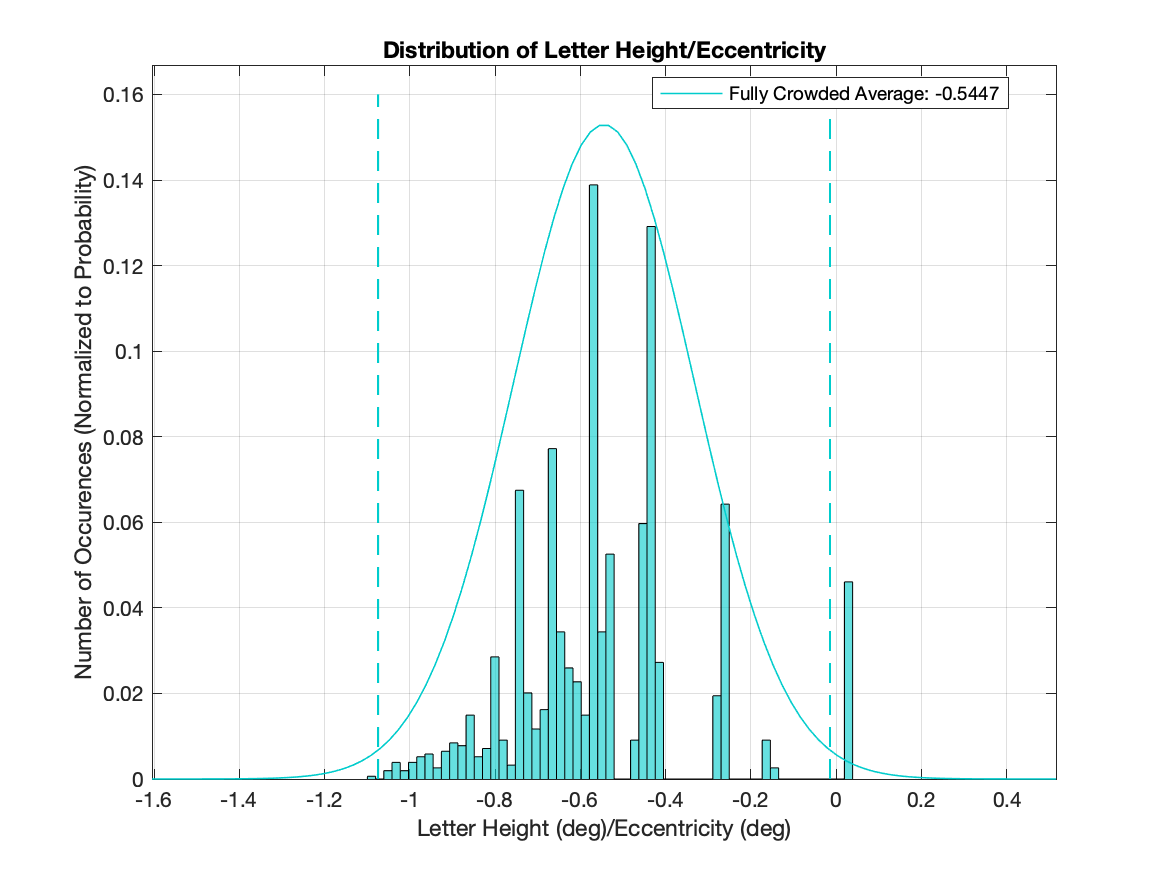 Distribution of Letter Height/Eccentricity
Fully Crowded Average: -0.5447
Number of Occurences (Normalized to Probability)
0.16
0.14
0.12
0.1
0.08
0.06
0.04
0.02
0
-1.6 -1.4 -1.2 -1 -0.8 -0.6 -0.4 -0.2 0 0.2 0.4
Letter Height (deg)/Eccentricity (deg)